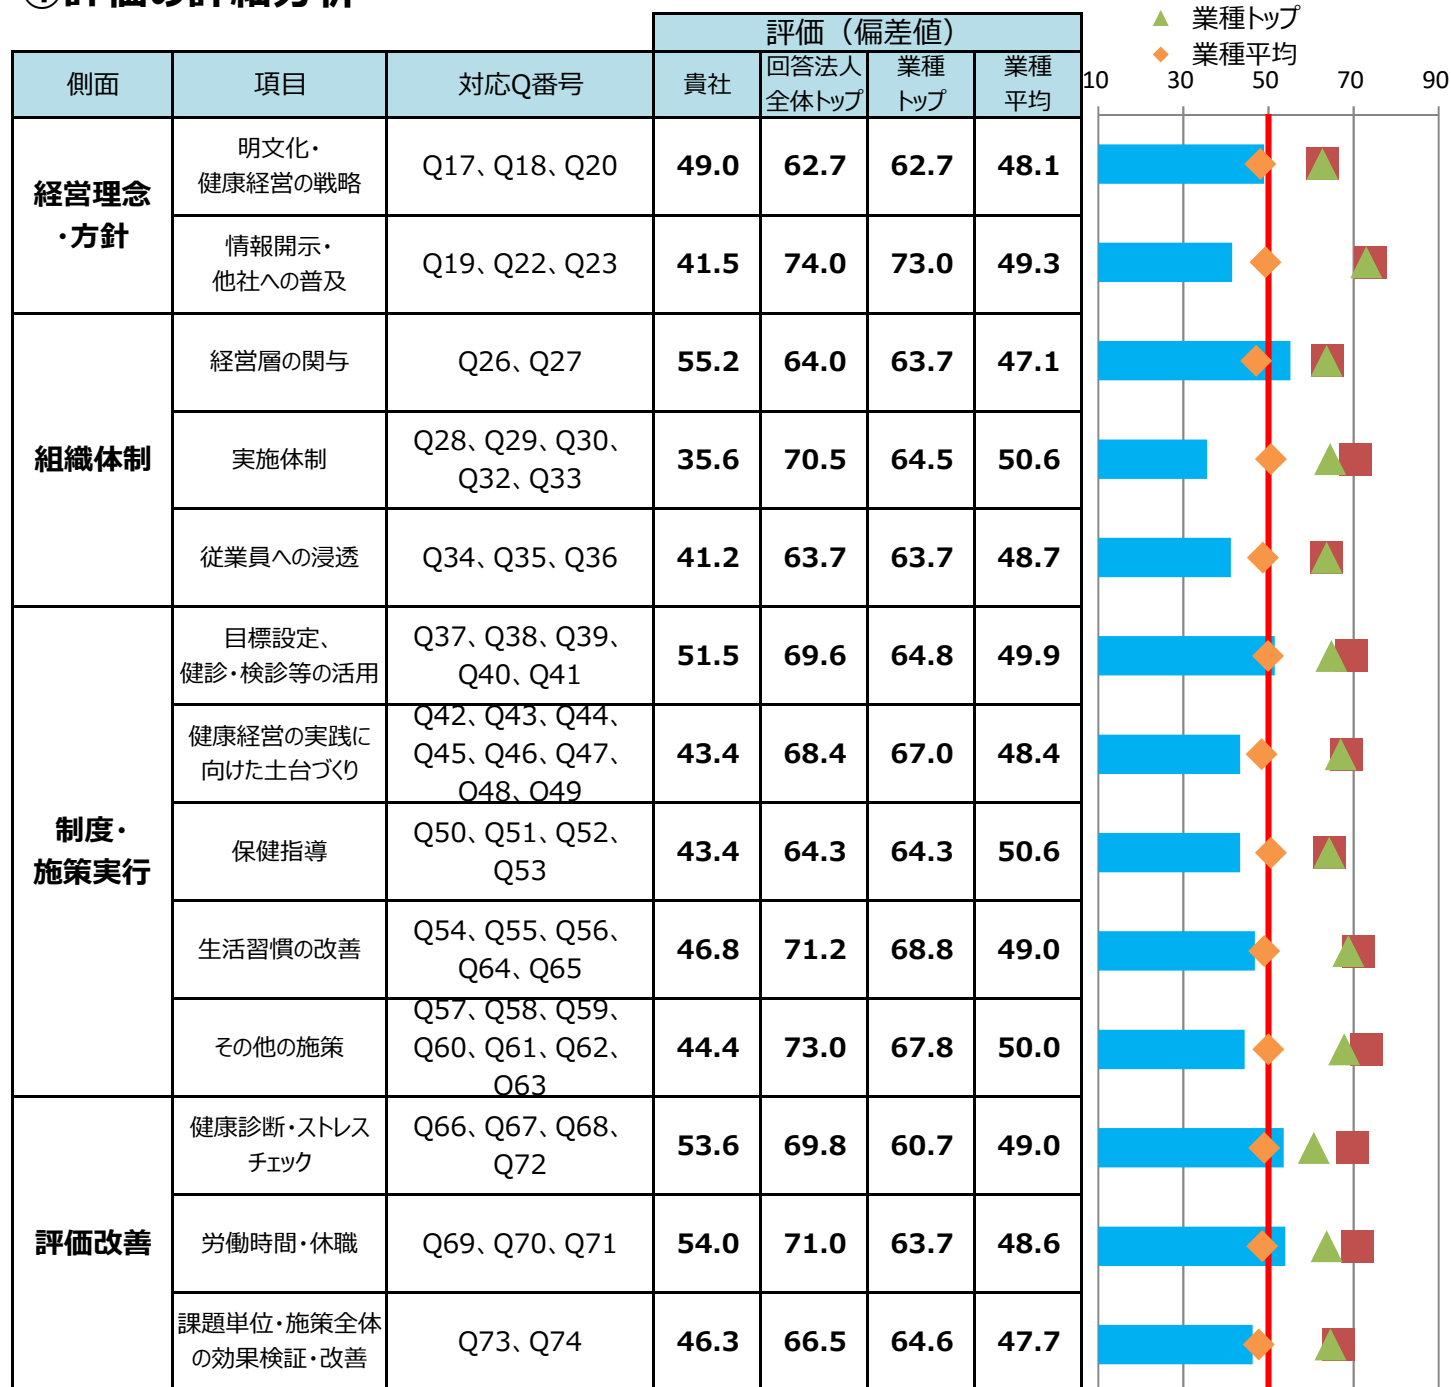 ①評価の詳細分析
▲ 業種トップ
◆ 業種平均
評価（偏差値）
側面 項目 対応Q番号 貴社 回答法人全体トップ 業種トップ 業種平均
10 30 50 70 90
経営理念・方針
明文化・健康経営の戦略 Q17、Q18、Q20 49.0 62.7 62.7 48.1
情報開示・他社への普及 Q19、Q22、Q23 41.5 74.0 73.0 49.3
組織体制
経営層の関与 Q26、Q27 55.2 64.0 63.7 47.1
実施体制 Q28、Q29、Q30、Q32、Q33 35.6 70.5 64.5 50.6
従業員への浸透 Q34、Q35、Q36 41.2 63.7 63.7 48.7
制度・施策実行
目標設定、健診・検診等の活用 Q37、Q38、Q39、Q40、Q41 51.5 69.6 64.8 49.9
健康経営の実践に向けた土台づくり Q42、Q43、Q44、Q45、Q46、Q47、Q48、Q49 43.4 68.4 67.0 48.4
保健指導 Q50、Q51、Q52、Q53 43.4 64.3 64.3 50.6
生活習慣の改善 Q54、Q55、Q56、Q64、Q65 46.8 71.2 68.8 49.0
その他の施策 Q57、Q58、Q59、Q60、Q61、Q62、Q63 44.4 73.0 67.8 50.0
評価改善
健康診断・ストレスチェック Q66、Q67、Q68、Q72 53.6 69.8 60.7 49.0
労働時間・休職 Q69、Q70、Q71 54.0 71.0 63.7 48.6
課題単位・施策全体の効果検証・改善 Q73、Q74 46.3 66.5 64.6 47.7